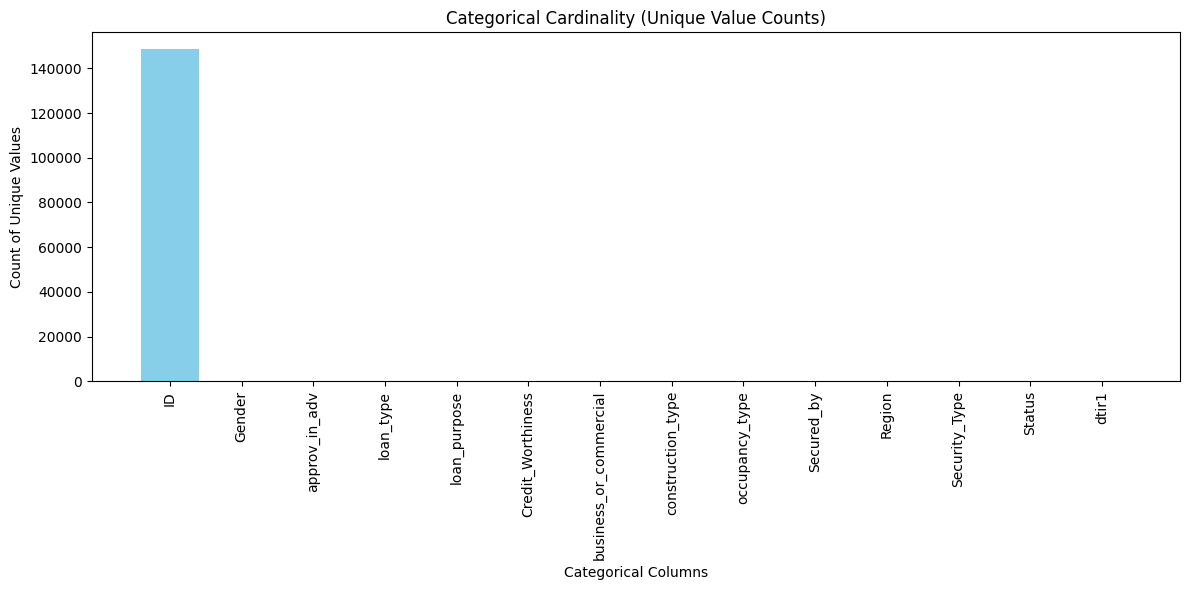 Categorical Cardinality (Unique Value Counts)
Count of Unique Values
140000
120000
100000
80000
60000
40000
20000
0
ID
Gender
approv_in_adv
loan_type
loan_purpose
Credit_Worthiness
business_or_commercial
construction_type
occupancy_type
Secured_by
Region
Security_Type
Status
dtir1
Categorical Columns